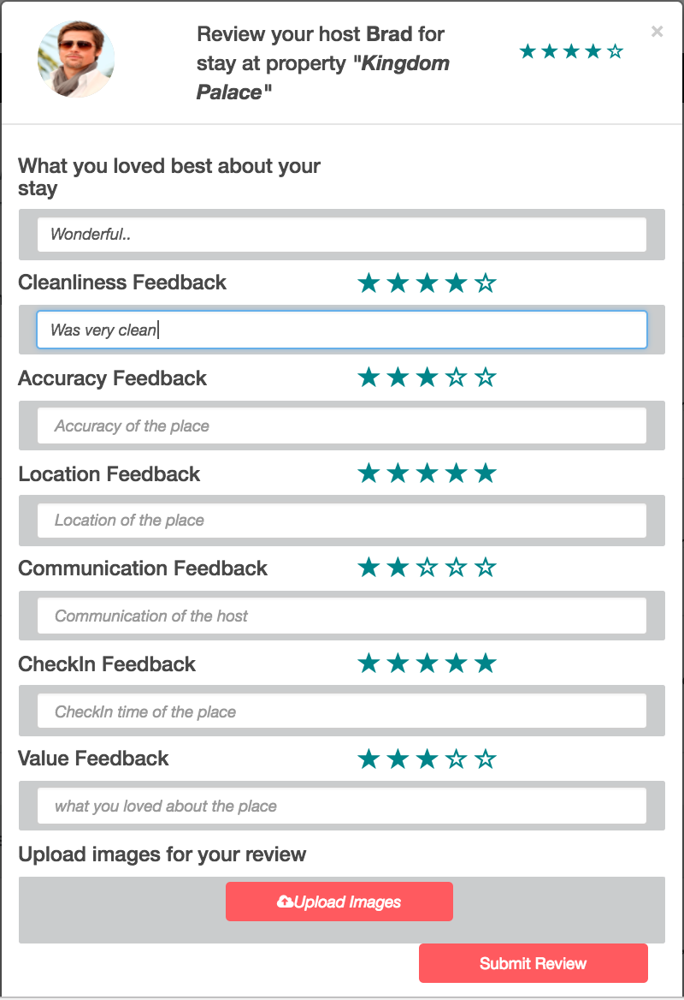 Review your host Brad for
stay at property "Kingdom
Palace"
×
What you loved best about your
stay
Wonderful..
Cleanliness Feedback
Was very clean
Accuracy Feedback
Accuracy of the place
Location Feedback
Location of the place
Communication Feedback
Communication of the host
CheckIn Feedback
CheckIn time of the place
Value Feedback
what you loved about the place
Upload images for your review
Upload Images
Submit Review